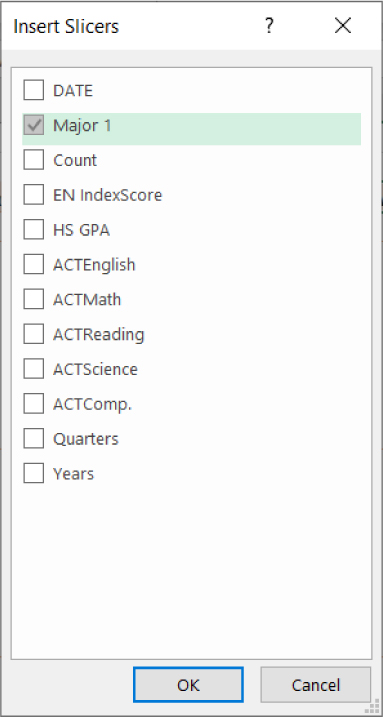 Insert Slicers ?
DATE
Major 1
Count
EN IndexScore
HS GPA
ACTEnglish
ACTMath
ACTReading
ACTScience
ACTComp.
Quarters
Years
OK Cancel